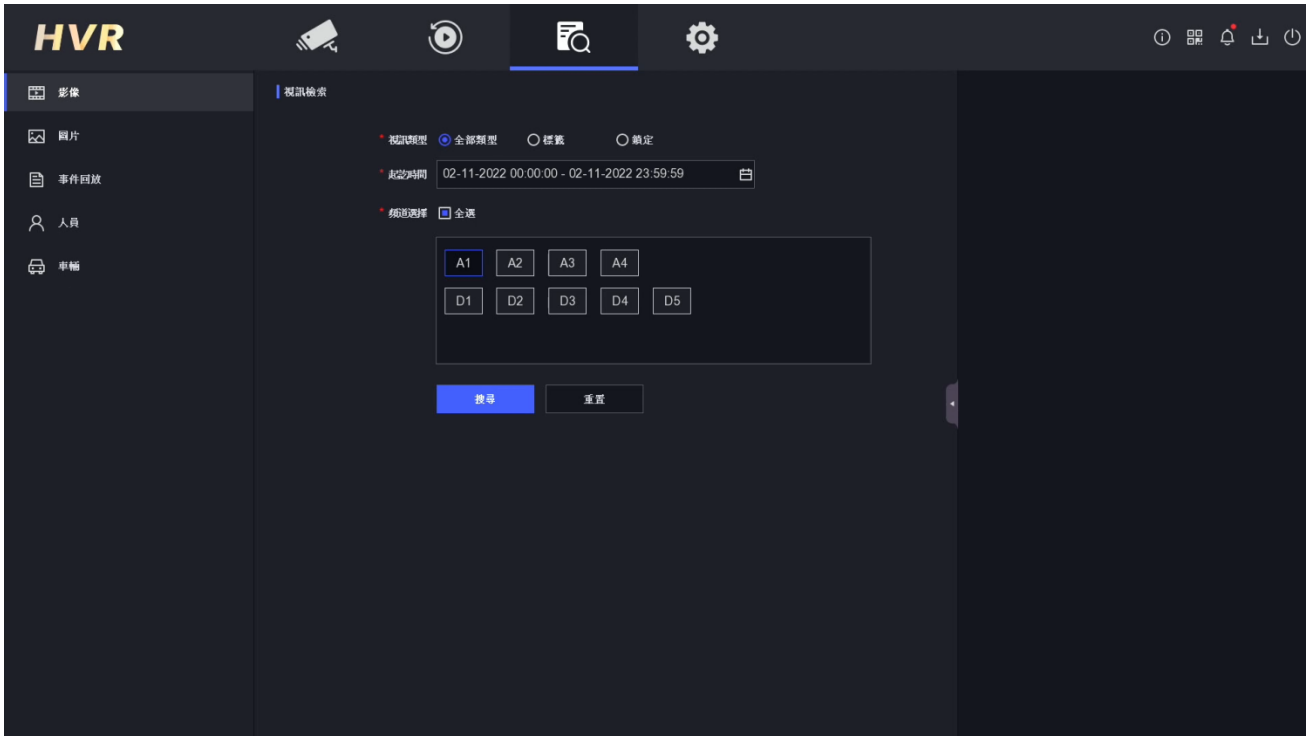 HVR
影像
圖片
事件回放
人員
車輛
視訊檢索
* 視訊類型 全部類型 標籤 鎖定
* 起訖時間 02-11-2022 00:00:00 - 02-11-2022 23:59:59
* 頻道選擇 全選
A1 A2 A3 A4
D1 D2 D3 D4 D5
搜尋 重置